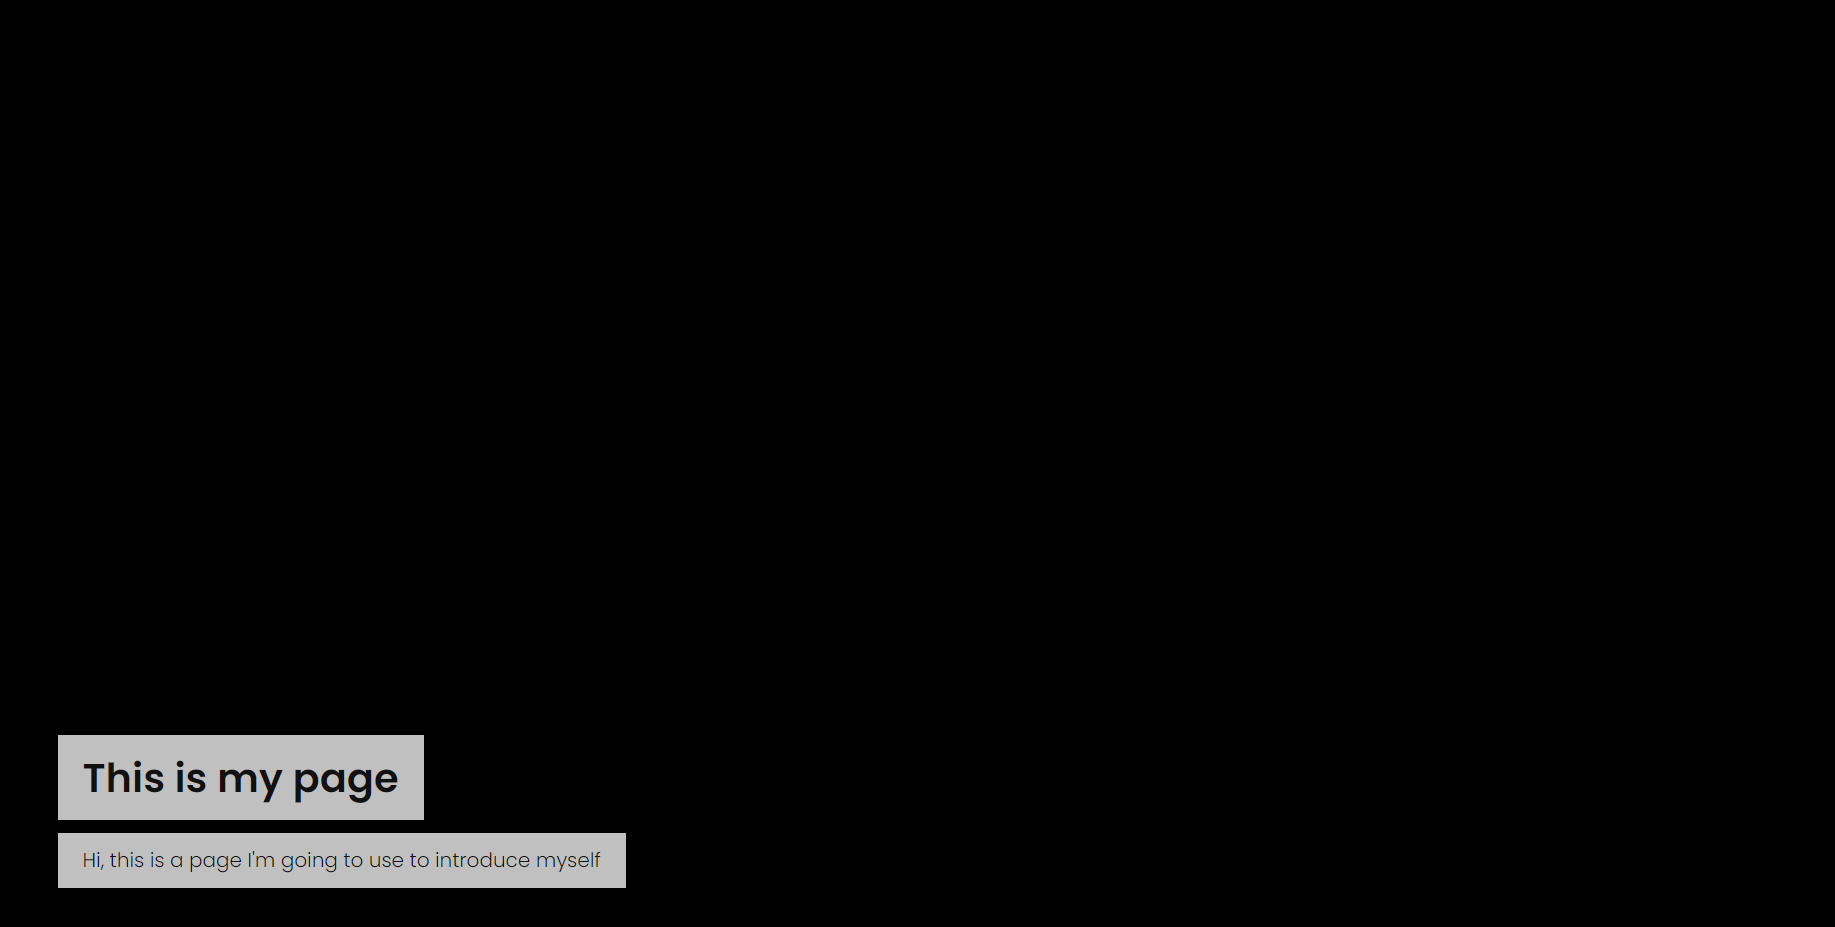 This is my page
Hi, this is a page I'm going to use to introduce myself